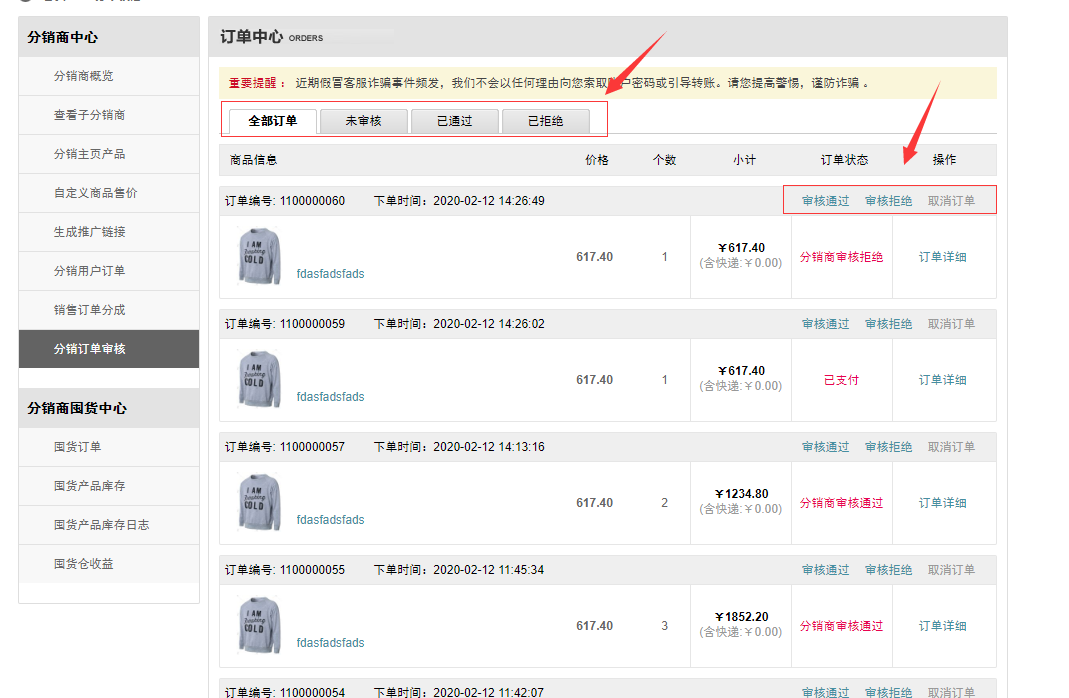 分销商中心
分销商概览
查看子分销商
分销主页产品
自定义商品售价
生成推广链接
分销用户订单
销售订单分成
分销订单审核
分销商囤货中心
囤货订单
囤货产品库存
囤货产品库存日志
囤货仓收益
订单中心 ORDERS
重要提醒： 近期假冒客服诈骗事件频发，我们不会以任何理由向您索取账户密码或引导转账。请您提高警惕，谨防诈骗 。
全部订单 未审核 已通过 已拒绝
商品信息 价格 个数 小计 订单状态 操作
订单编号: 1100000060 下单时间：2020-02-12 14:26:49 审核通过 审核拒绝 取消订单
I AM
Freaking
COLD
fdasfadsfads 617.40 1 ￥617.40 分销商审核拒绝 订单详细
(含快递:￥0.00)
订单编号: 1100000059 下单时间：2020-02-12 14:26:02 审核通过 审核拒绝 取消订单
I AM
Freaking
COLD
fdasfadsfads 617.40 1 ￥617.40 已支付 订单详细
(含快递:￥0.00)
订单编号: 1100000057 下单时间：2020-02-12 14:13:16 审核通过 审核拒绝 取消订单
I AM
Freaking
COLD
fdasfadsfads 617.40 2 ￥1234.80 分销商审核通过 订单详细
(含快递:￥0.00)
订单编号: 1100000055 下单时间：2020-02-12 11:45:34 审核通过 审核拒绝 取消订单
I AM
Freaking
COLD
fdasfadsfads 617.40 3 ￥1852.20 分销商审核通过 订单详细
(含快递:￥0.00)
订单编号: 1100000054 下单时间：2020-02-12 11:42:07 审核通过 审核拒绝 取消订单